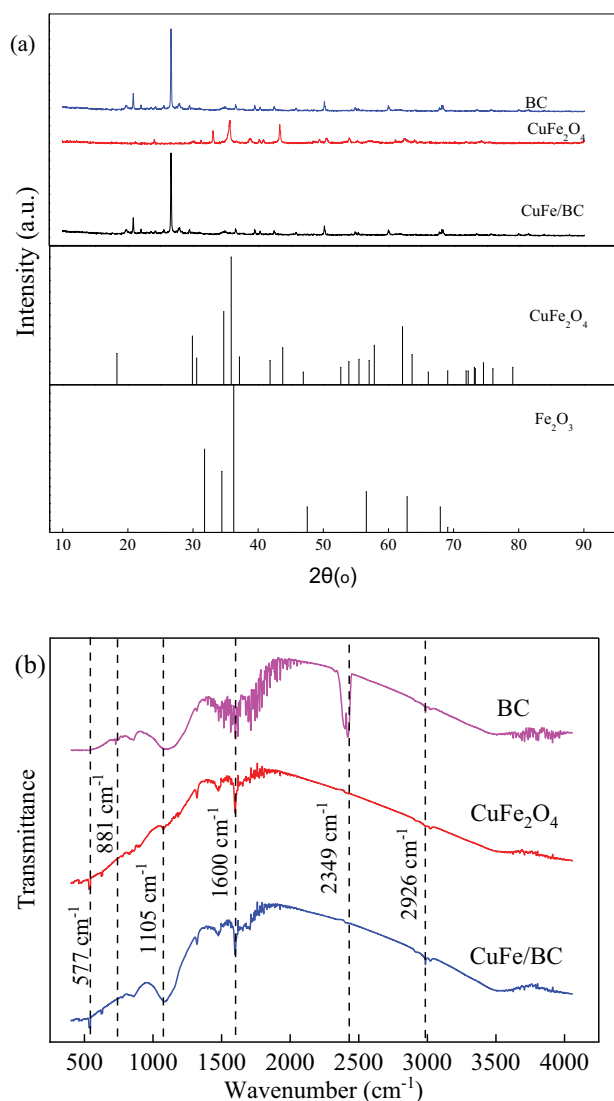 (a)
BC
CuFe₂O₄
CuFe/BC
CuFe₂O₄
Fe₂O₃
Intensity (a.u.)
10 20 30 40 50 60 70 80 90
2θ(o)
(b)
BC
CuFe₂O₄
CuFe/BC
577 cm⁻¹
881 cm⁻¹
1105 cm⁻¹
1600 cm⁻¹
2349 cm⁻¹
2926 cm⁻¹
Transmittance
500 1000 1500 2000 2500 3000 3500 4000
Wavenumber (cm⁻¹)